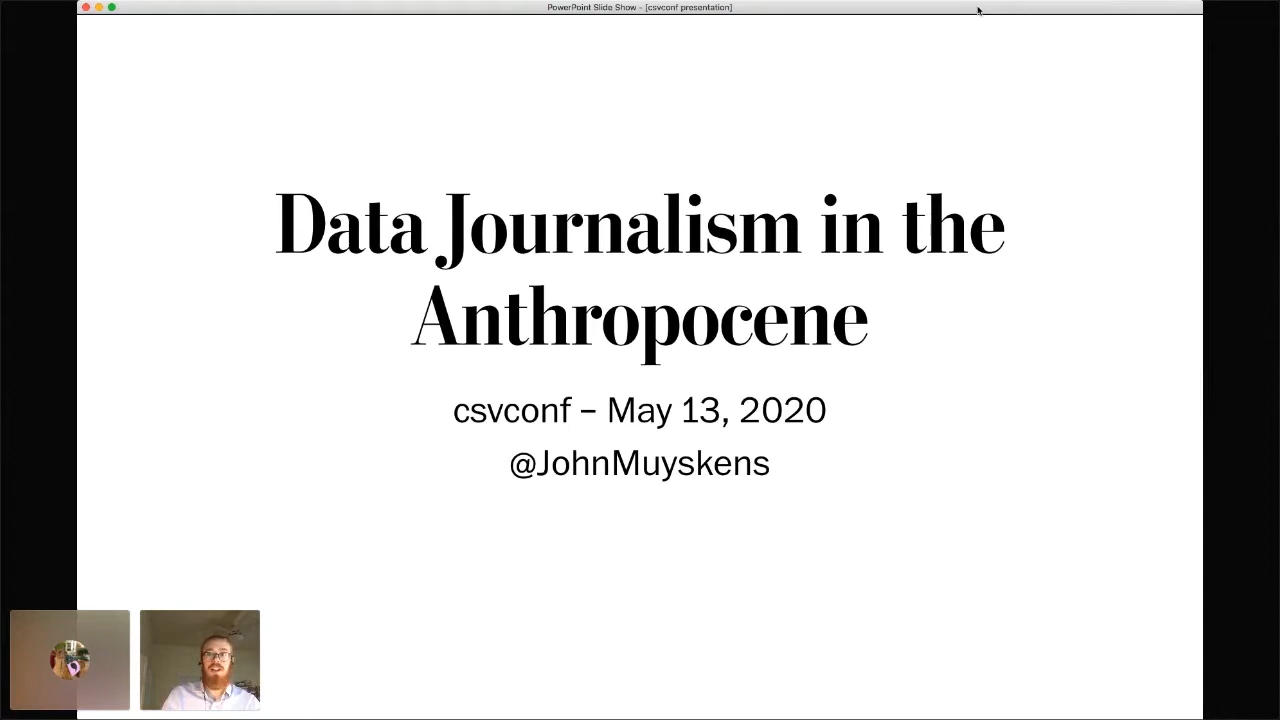 PowerPoint Slide Show - [csvconf presentation]
Data Journalism in the
Anthropocene
csvconf – May 13, 2020
@JohnMuyskens